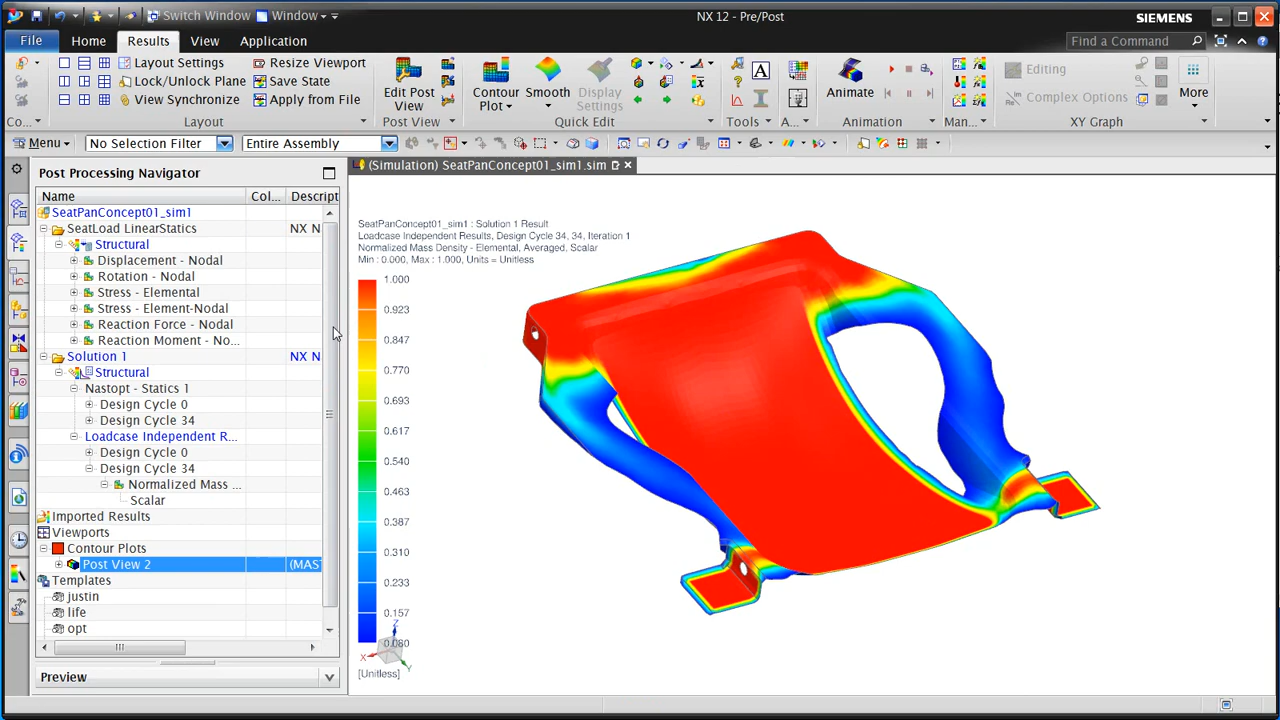 Switch Window
Window
NX 12 - Pre/Post
SIEMENS
File
Home
Results
View
Application
Find a Command
Layout Settings
Resize Viewport
Lock/Unlock Plane
Save State
View Synchronize
Apply from File
Edit Post
View
Contour
Plot
Smooth
Display
Settings
Animate
Editing
Complex Options
More
Co...
Layout
Post View
Quick Edit
Tools
A...
Animation
Man...
XY Graph
Menu
No Selection Filter
Entire Assembly
Post Processing Navigator
(Simulation) SeatPanConcept01_sim1.sim
Name
Col...
Descript
SeatPanConcept01_sim1
SeatLoad LinearStatics
NX N
Structural
Displacement - Nodal
Rotation - Nodal
Stress - Elemental
Stress - Element-Nodal
Reaction Force - Nodal
Reaction Moment - No...
Solution 1
NX N
Structural
Nastopt - Statics 1
Design Cycle 0
Design Cycle 34
Loadcase Independent R...
Design Cycle 0
Design Cycle 34
Normalized Mass ...
Scalar
Imported Results
Viewports
Contour Plots
Post View 2
(MAS
Templates
justin
life
opt
Preview
SeatPanConcept01_sim1 : Solution 1 Result
Loadcase Independent Results, Design Cycle 34, 34, Iteration 1
Normalized Mass Density - Elemental, Averaged, Scalar
Min : 0.000, Max : 1.000, Units = Unitless
1.000
0.923
0.847
0.770
0.693
0.617
0.540
0.463
0.387
0.310
0.233
0.157
0.080
Z
X
Y
[Unitless]